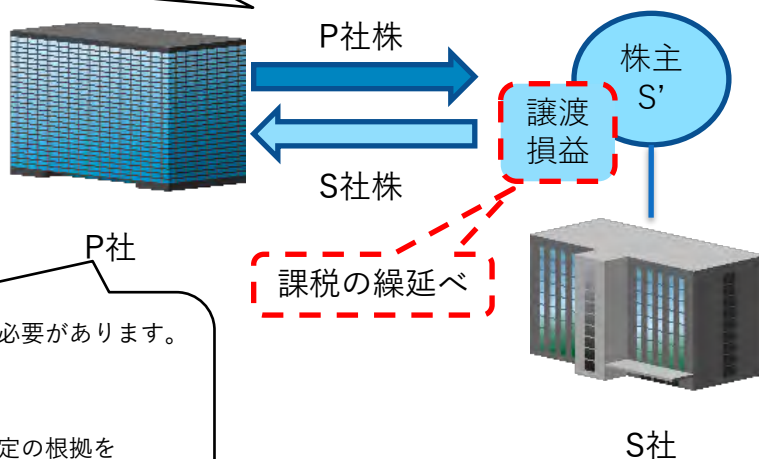 P社株
株主
S’
譲渡
損益
S社株
P社
課税の繰延べ
必要があります。
定の根拠を
S社